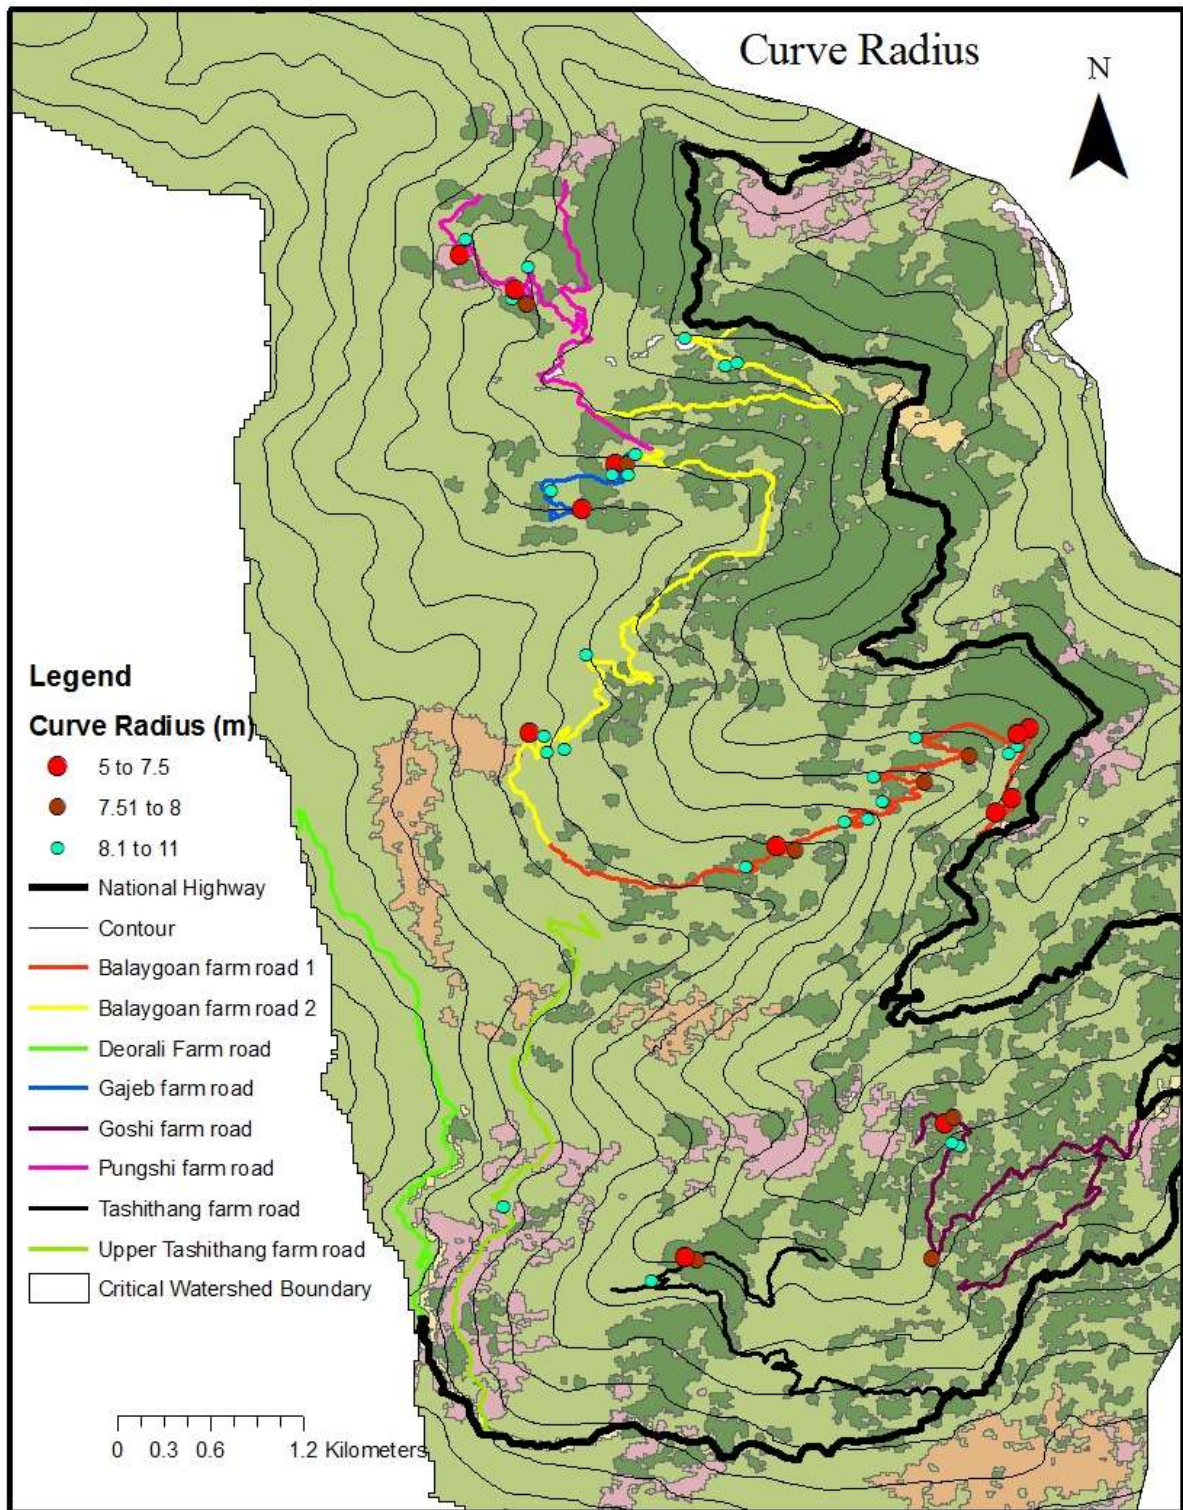 Curve Radius
N
Legend
Curve Radius (m)
5 to 7.5
7.51 to 8
8.1 to 11
National Highway
Contour
Balaygoan farm road 1
Balaygoan farm road 2
Deorali Farm road
Gajeb farm road
Goshi farm road
Pungshi farm road
Tashithang farm road
Upper Tashithang farm road
Critical Watershed Boundary
0 0.3 0.6 1.2 Kilometers